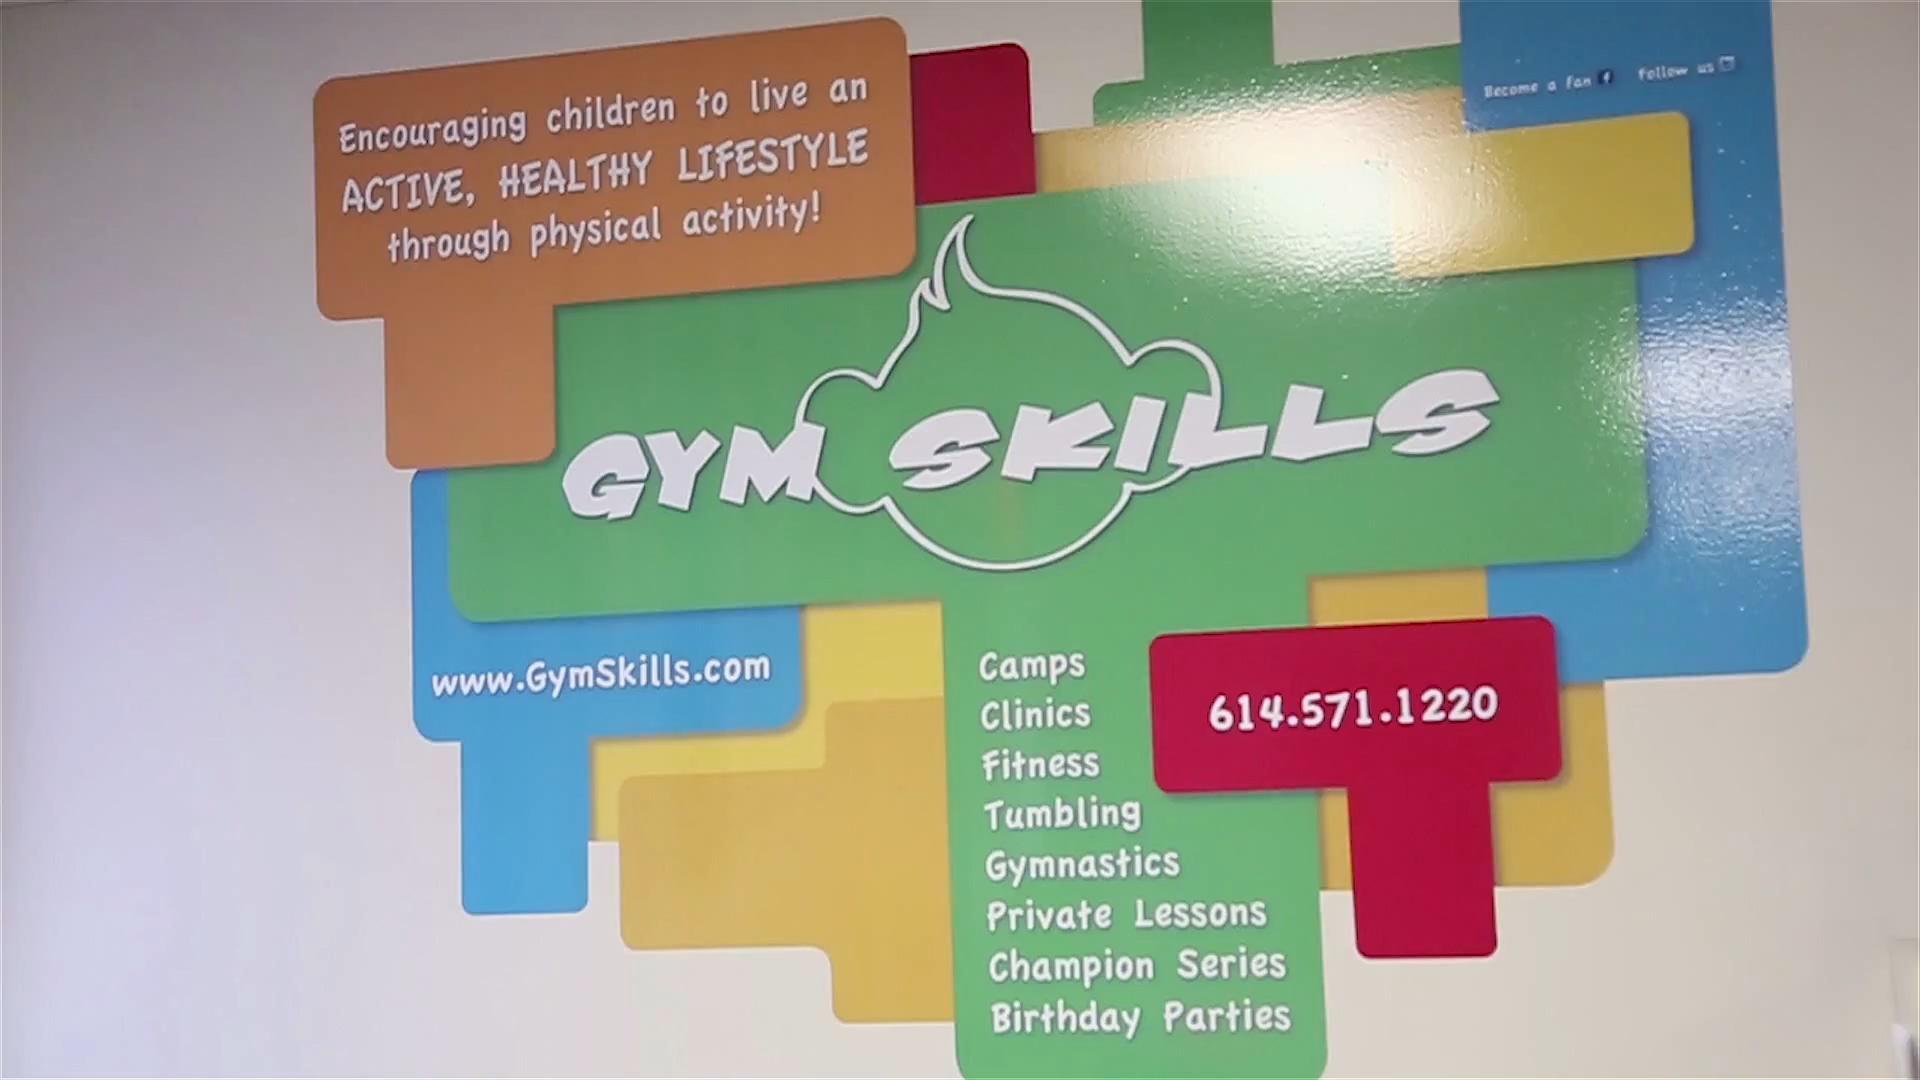 Encouraging children to live an
ACTIVE, HEALTHY LIFESTYLE
through physical activity!
Become a fan f Follow us
GYM SKILLS
www.GymSkills.com
Camps
Clinics
Fitness
Tumbling
Gymnastics
Private Lessons
Champion Series
Birthday Parties
614.571.1220